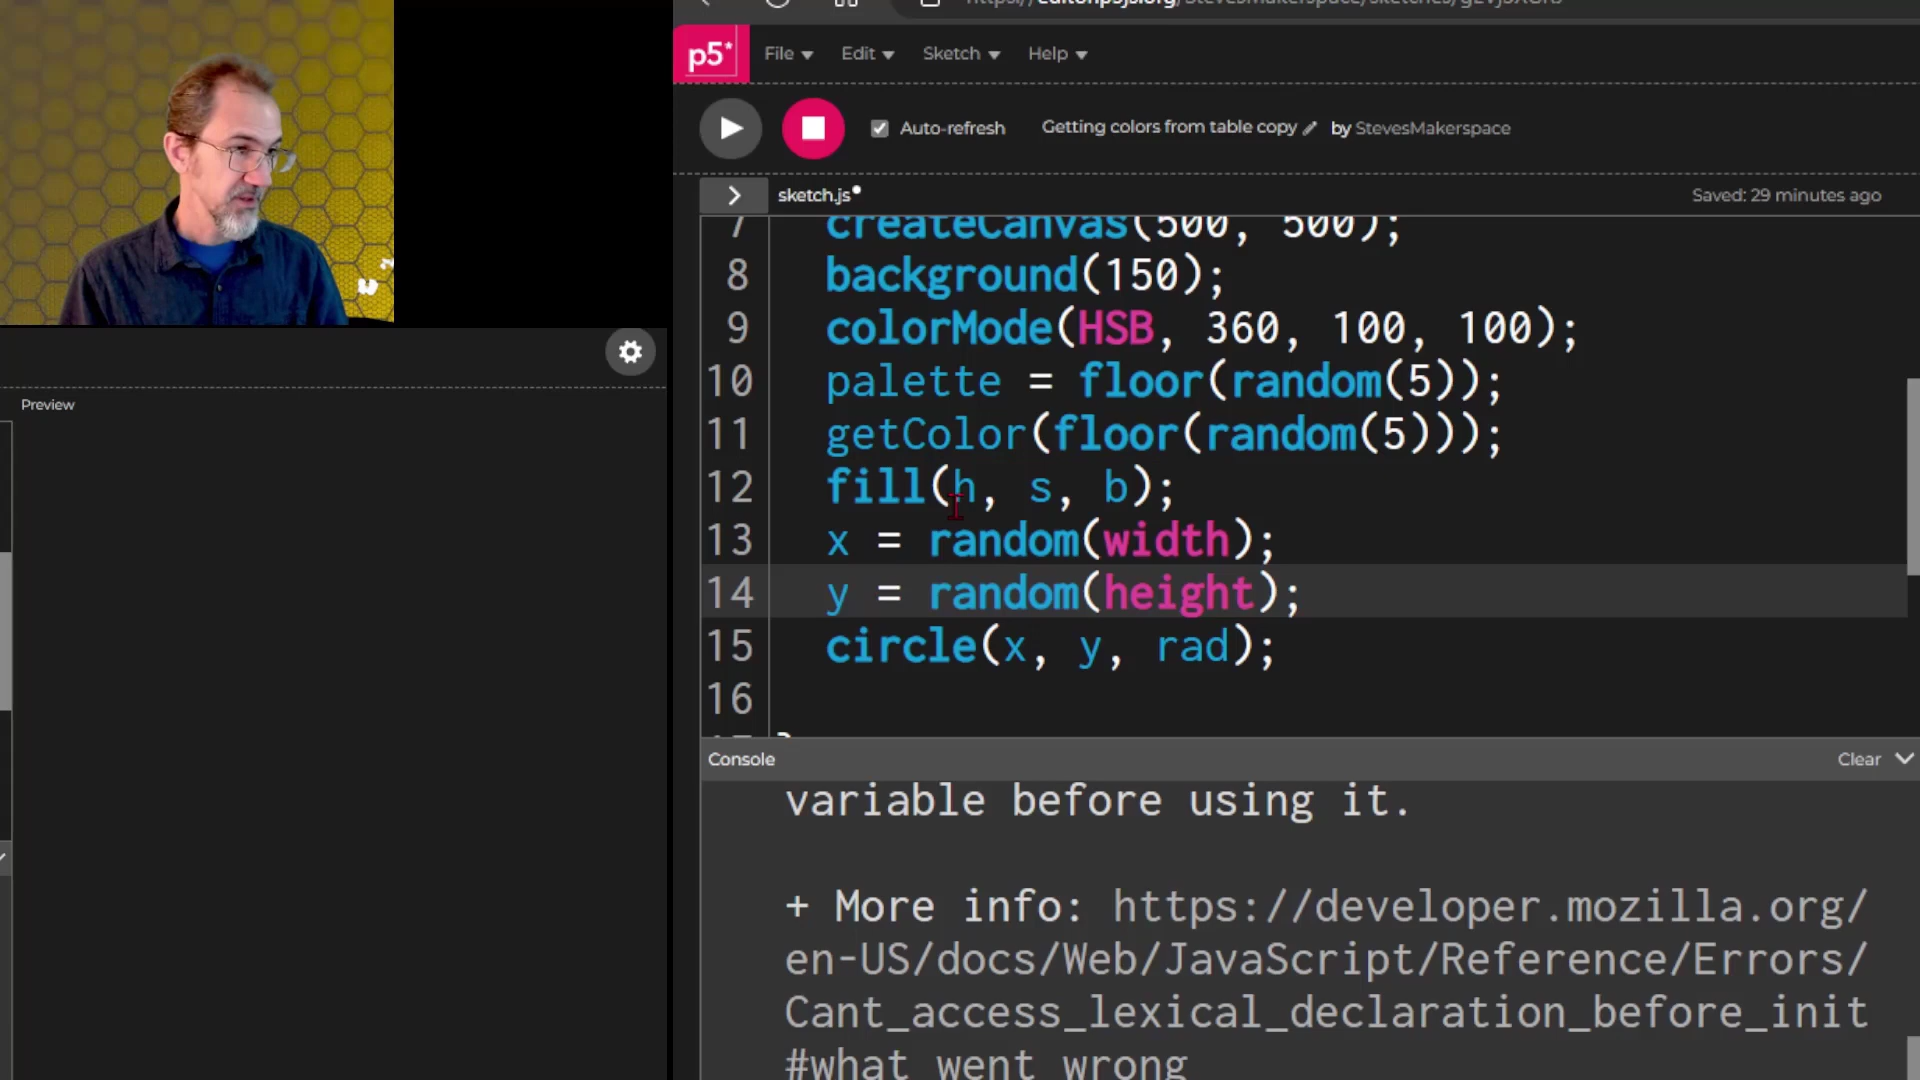 p5*
File
Edit
Sketch
Help
Auto-refresh
Getting colors from table copy
by StevesMakerspace
sketch.js
Saved: 29 minutes ago
Preview
7 createCanvas(500, 500);
8 background(150);
9 colorMode(HSB, 360, 100, 100);
10 palette = floor(random(5));
11 getColor(floor(random(5)));
12 fill(h, s, b);
13 x = random(width);
14 y = random(height);
15 circle(x, y, rad);
16
Console
Clear
variable before using it.
+ More info: https://developer.mozilla.org/
en-US/docs/Web/JavaScript/Reference/Errors/
Cant_access_lexical_declaration_before_init
#what_went_wrong